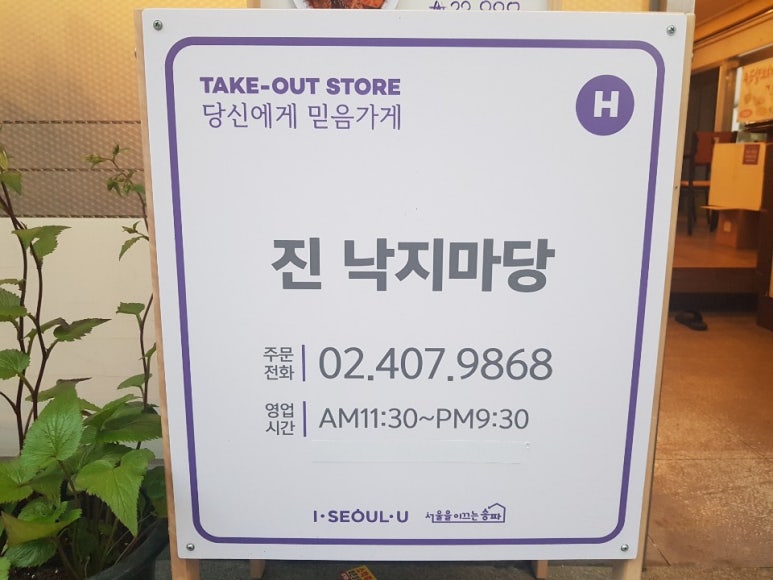 TAKE-OUT STORE
당신에게 믿음가게
H
진 낙지마당
주문
전화
02.407.9868
영업
시간
AM11:30~PM9:30
I·SEOUL·U
서울을 이끄는 송파